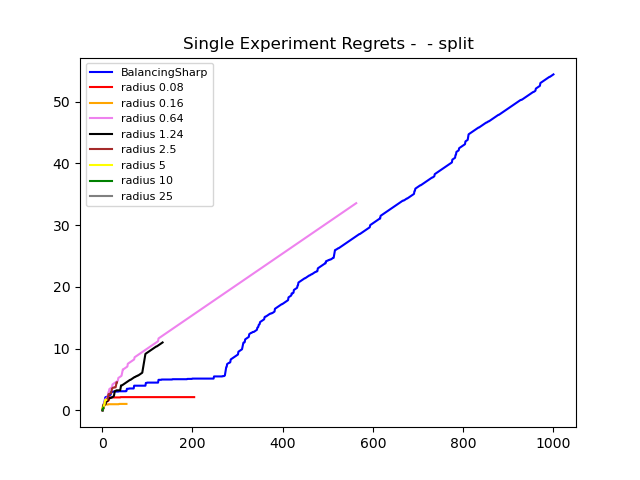 Single Experiment Regrets -  - split
BalancingSharp
radius 0.08
radius 0.16
radius 0.64
radius 1.24
radius 2.5
radius 5
radius 10
radius 25
50
40
30
20
10
0
0 200 400 600 800 1000